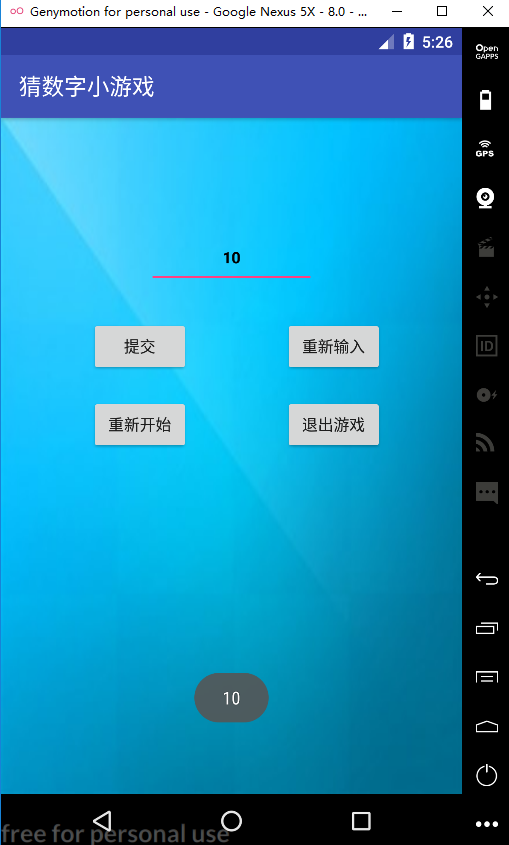 Genymotion for personal use - Google Nexus 5X - 8.0 - ...
5:26
Open
GAPPS
猜数字小游戏
GPS
10
提交
重新输入
ID
重新开始
退出游戏
10
free for personal use